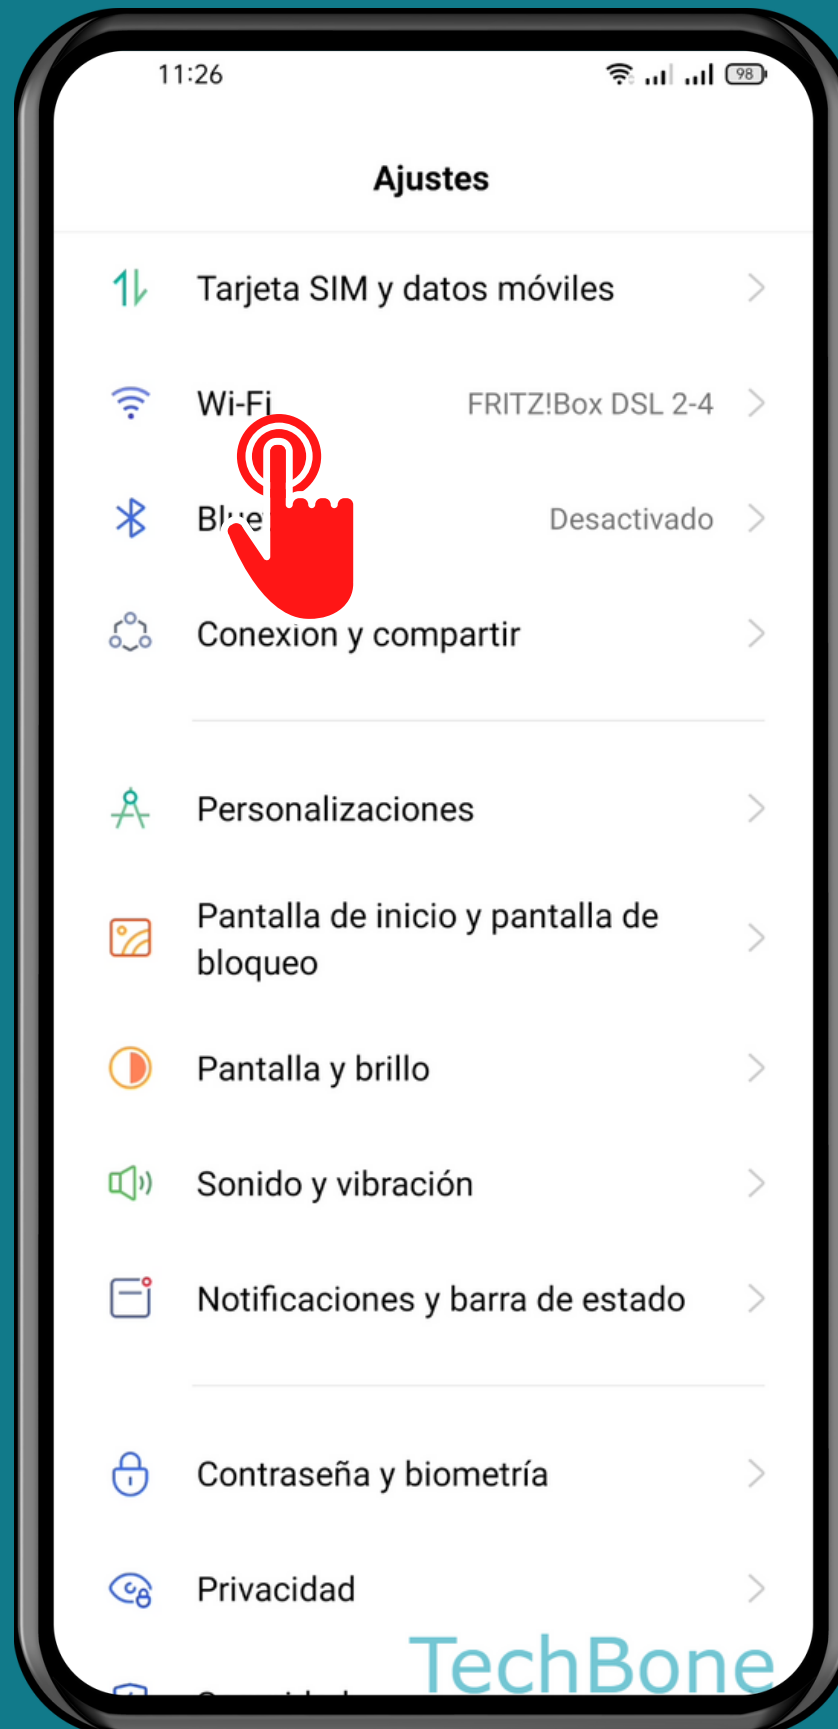 11:26
98
Ajustes
Tarjeta SIM y datos móviles
Wi-Fi
FRITZ!Box DSL 2-4
Desactivado
Conexión y compartir
Personalizaciones
Pantalla de inicio y pantalla de
bloqueo
Pantalla y brillo
Sonido y vibración
Notificaciones y barra de estado
Contraseña y biometría
Privacidad
TechBone